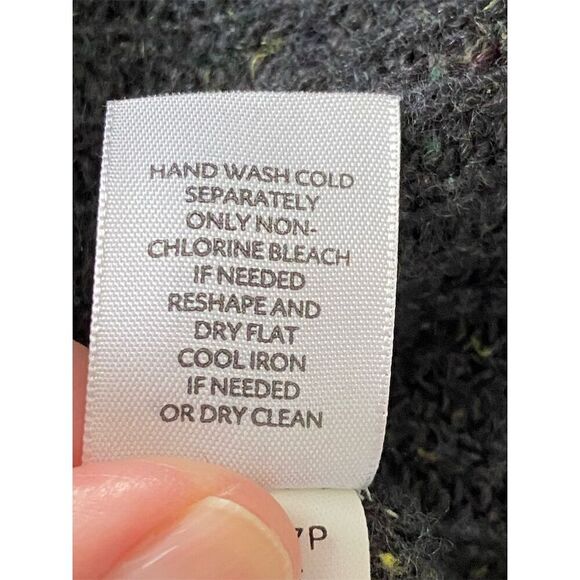 HAND WASH COLD
SEPARATELY
ONLY NON-
CHLORINE BLEACH
IF NEEDED
RESHAPE AND
DRY FLAT
COOL IRON
IF NEEDED
OR DRY CLEAN